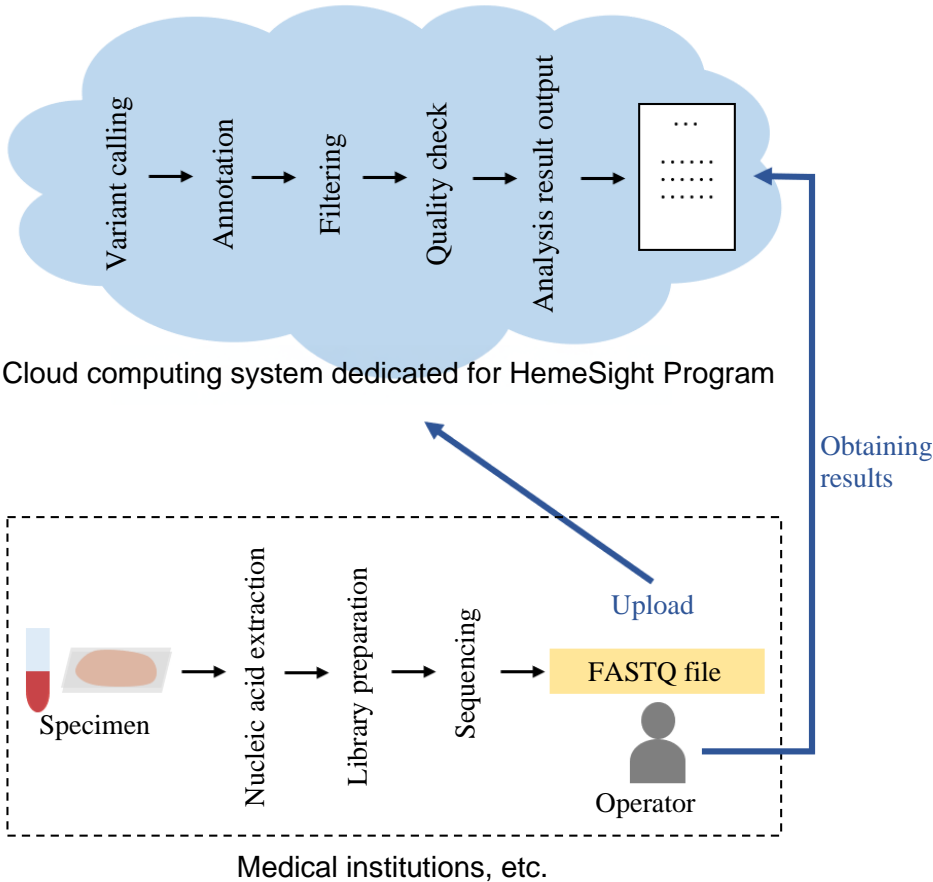 Variant calling
Annotation
Filtering
Quality check
Analysis result output
...
......
......
......
Cloud computing system dedicated for HemeSight Program
Obtaining
results
Upload
Specimen
Nucleic acid extraction
Library preparation
Sequencing
FASTQ file
Operator
Medical institutions, etc.